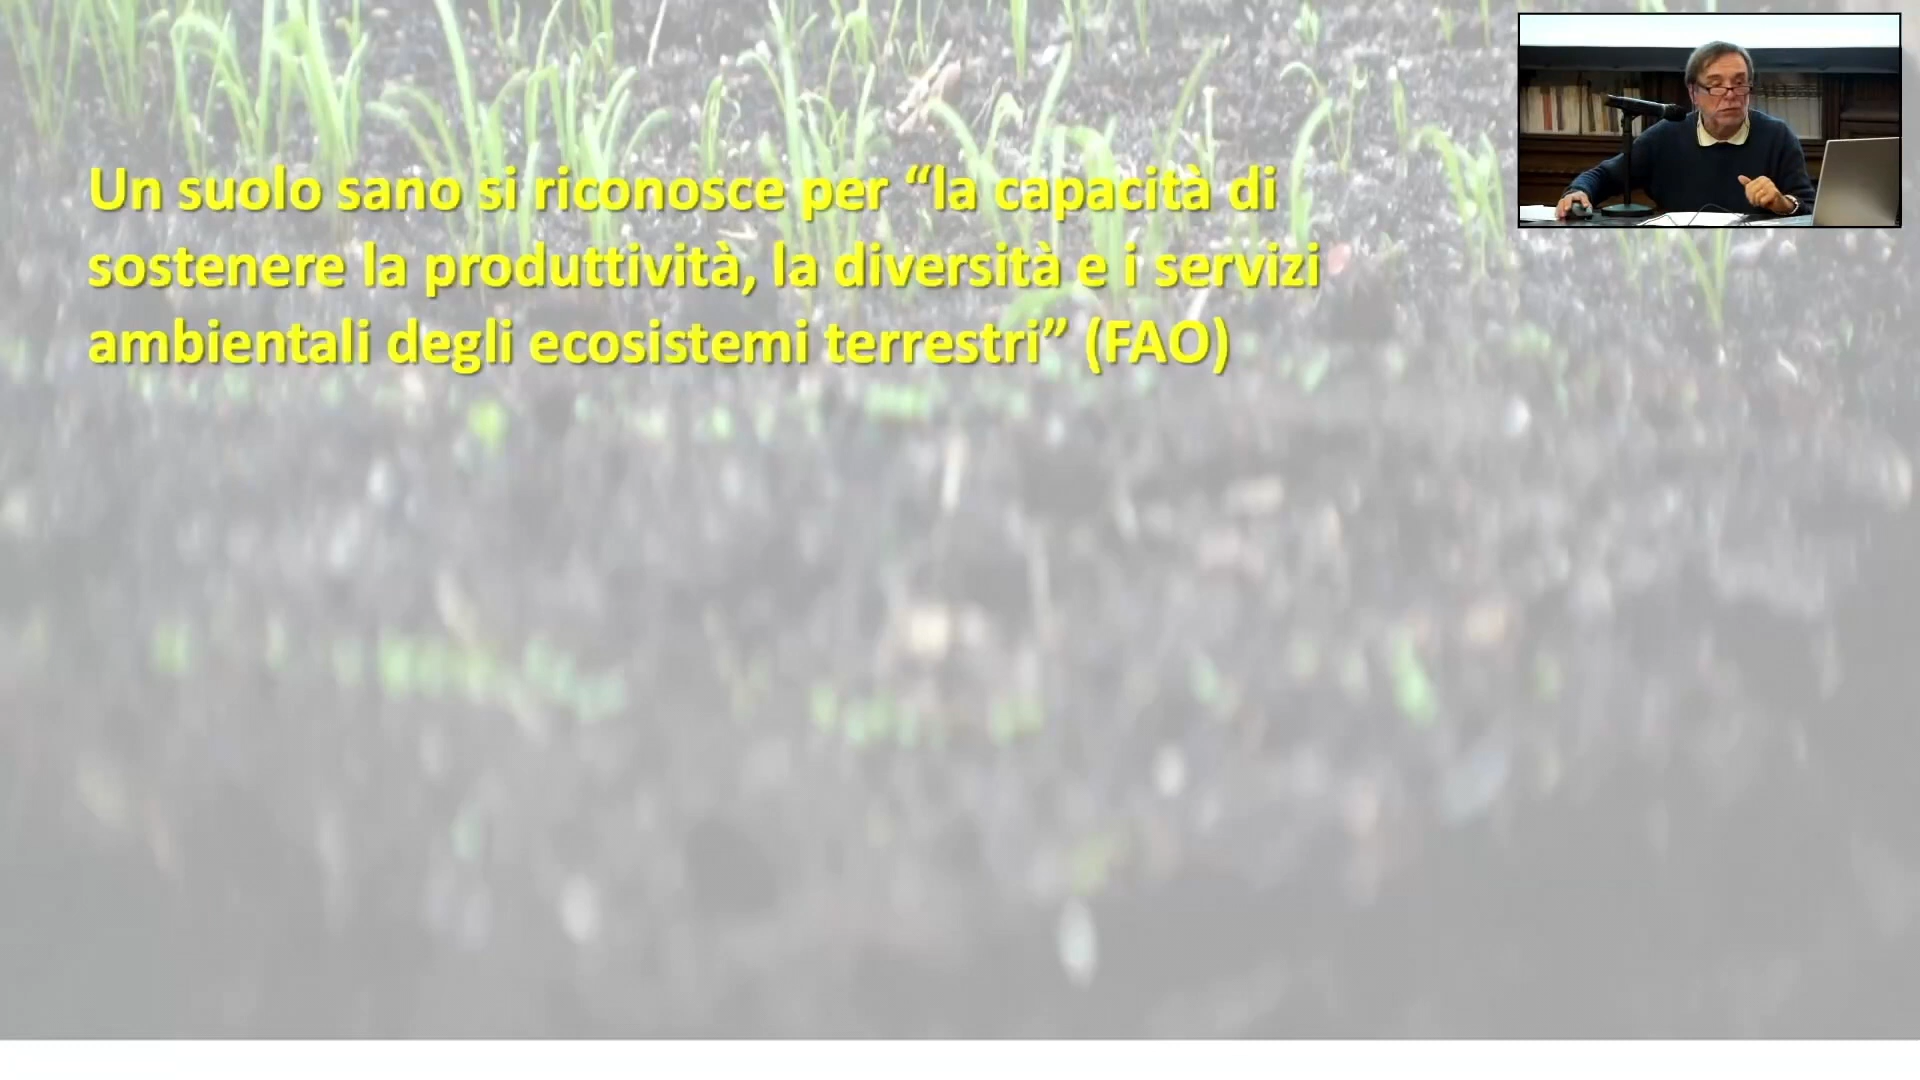 Un suolo sano si riconosce per “la capacità di
sostenere la produttività, la diversità e i servizi
ambientali degli ecosistemi terrestri” (FAO)